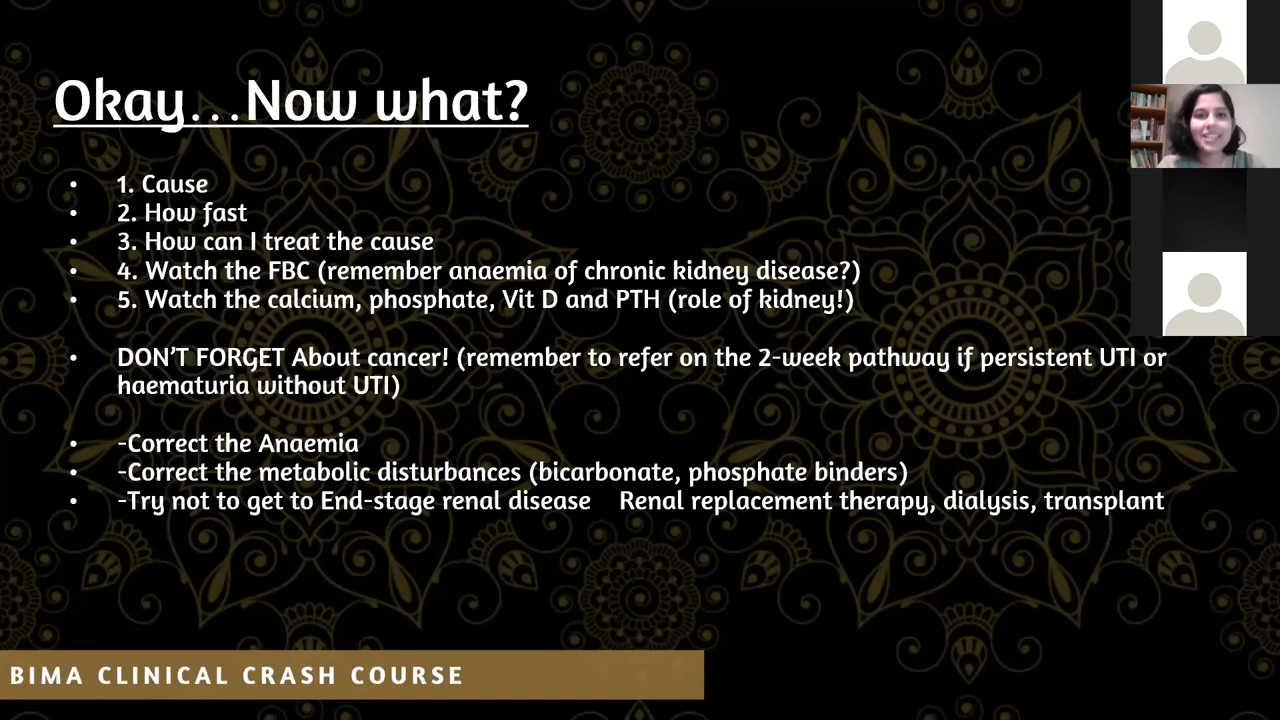 Okay...Now what?
• 1. Cause
• 2. How fast
• 3. How can I treat the cause
• 4. Watch the FBC (remember anaemia of chronic kidney disease?)
• 5. Watch the calcium, phosphate, Vit D and PTH (role of kidney!)
• DON'T FORGET About cancer! (remember to refer on the 2-week pathway if persistent UTI or
haematuria without UTI)
• -Correct the Anaemia
• -Correct the metabolic disturbances (bicarbonate, phosphate binders)
• -Try not to get to End-stage renal disease Renal replacement therapy, dialysis, transplant
BIMA CLINICAL CRASH COURSE